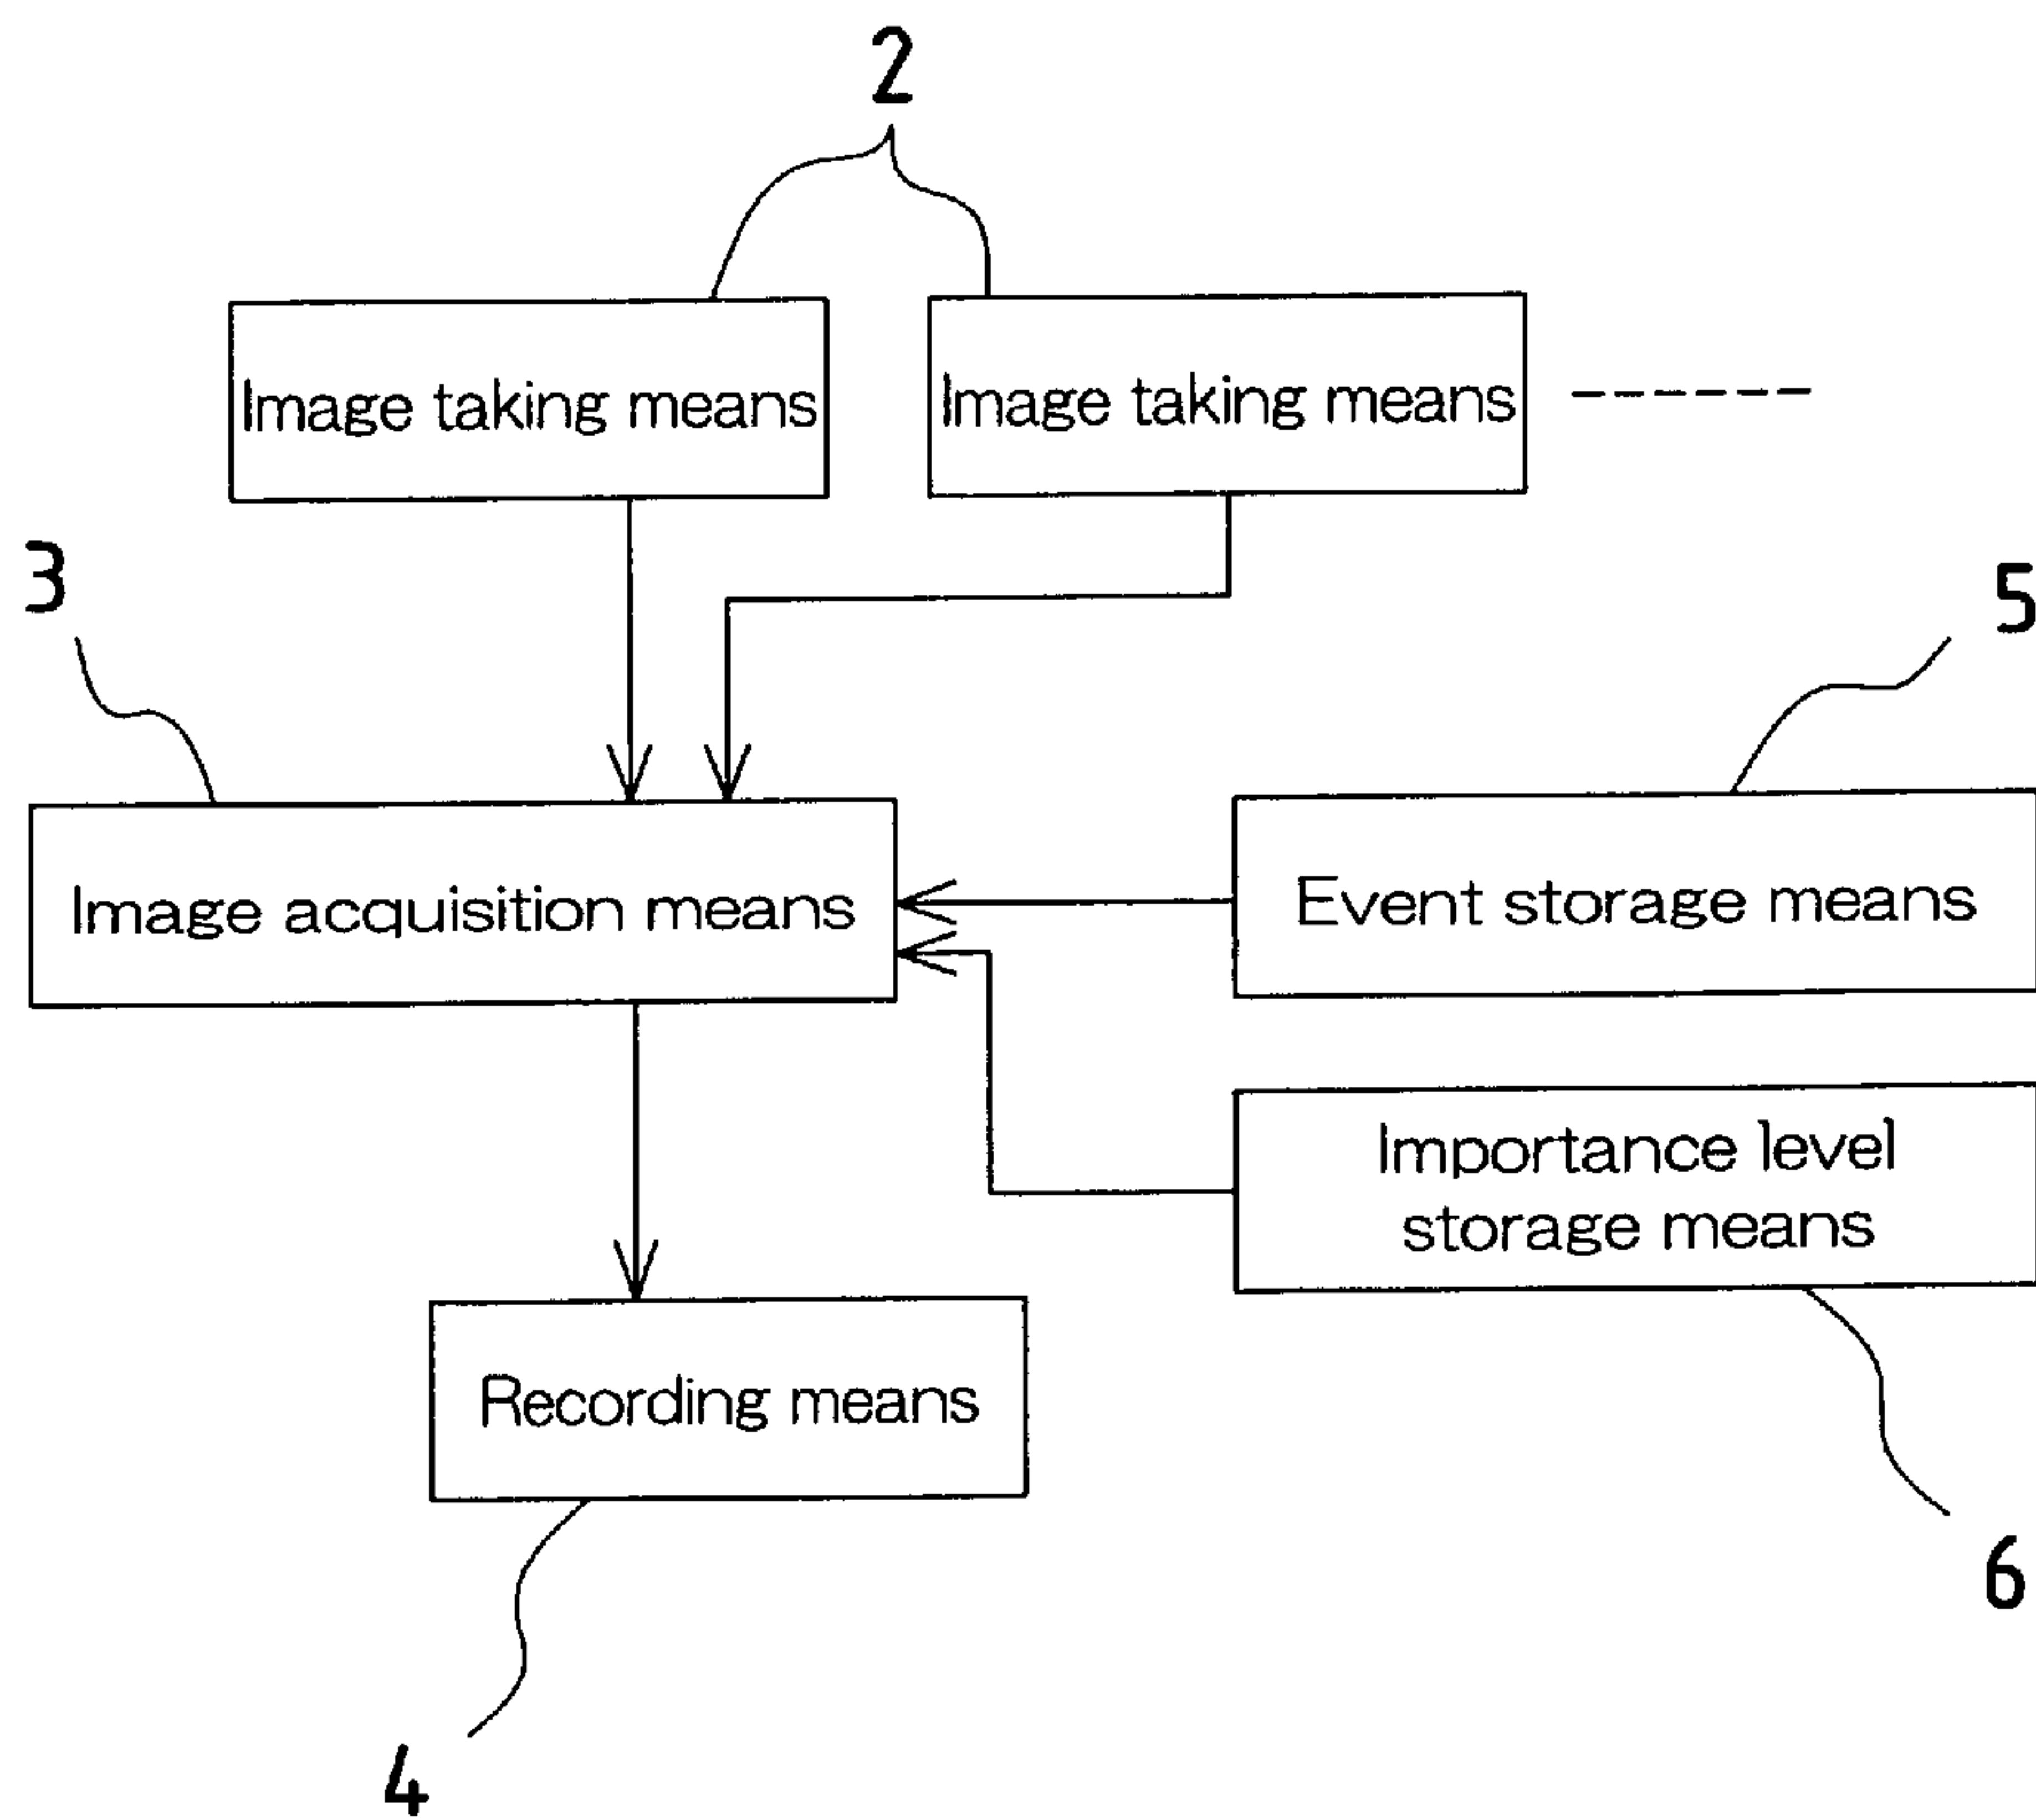 2
Image taking means
Image taking means
3
5
Image acquisition means
Event storage means
Importance level
storage means
Recording means
6
4